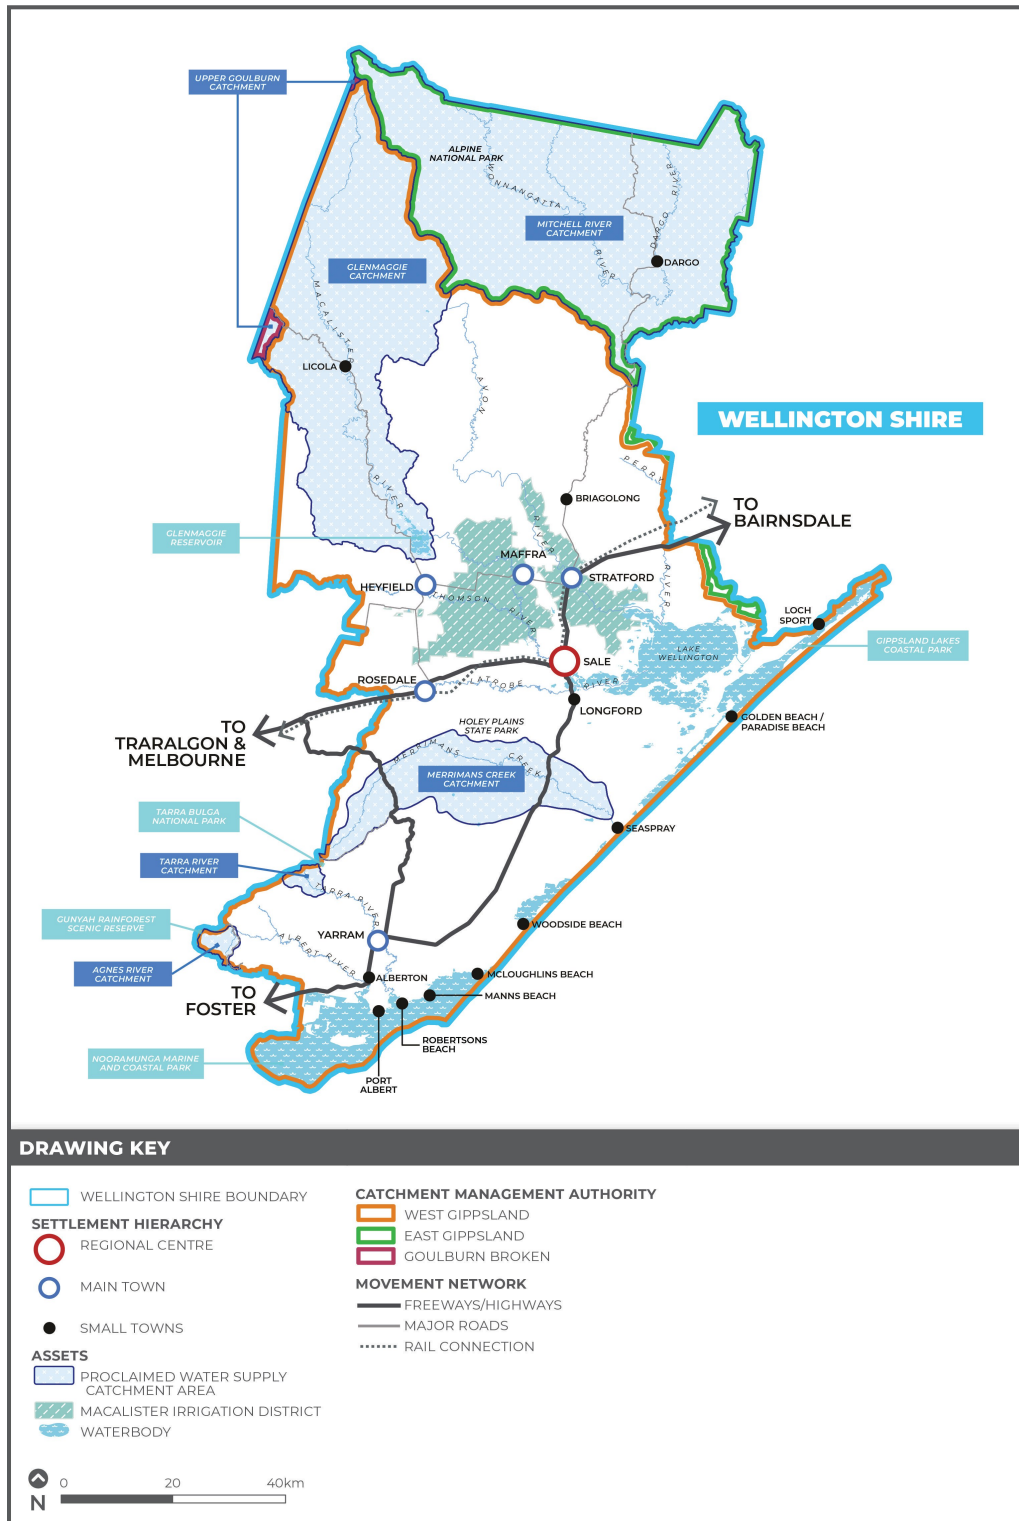 UPPER GOULBURN
CATCHMENT
ALPINE
NATIONAL PARK
WONNANGATTA
RIVER
DARGO
RIVER
MITCHELL RIVER
CATCHMENT
DARGO
GLENMAGGIE
CATCHMENT
MACALISTER
RIVER
LICOLA
AVON
RIVER
WELLINGTON SHIRE
PERRY
RIVER
BRIAGOLONG
TO
BAIRNSDALE
GLENMAGGIE
RESERVOIR
MAFFRA
STRATFORD
HEYFIELD
THOMSON
RIVER
LOCH
SPORT
GIPPSLAND LAKES
COASTAL PARK
LAKE
WELLINGTON
SALE
ROSEDALE
LATROBE
RIVER
LONGFORD
GOLDEN BEACH /
PARADISE BEACH
TO
TRARALGON &
MELBOURNE
HOLEY PLAINS
STATE PARK
MERRIMANS
CREEK
MERRIMANS CREEK
CATCHMENT
TARRA BULGA
NATIONAL PARK
SEASPRAY
TARRA RIVER
CATCHMENT
TARRA RIVER
GUNYAH RAINFOREST
SCENIC RESERVE
ALBERT RIVER
YARRAM
WOODSIDE BEACH
AGNES RIVER
CATCHMENT
ALBERTON
MCLOUGHLINS BEACH
MANNS BEACH
TO
FOSTER
ROBERTSONS
BEACH
NOORAMUNGA MARINE
AND COASTAL PARK
PORT
ALBERT
DRAWING KEY
WELLINGTON SHIRE BOUNDARY
SETTLEMENT HIERARCHY
REGIONAL CENTRE
MAIN TOWN
SMALL TOWNS
ASSETS
PROCLAIMED WATER SUPPLY
CATCHMENT AREA
MACALISTER IRRIGATION DISTRICT
WATERBODY
CATCHMENT MANAGEMENT AUTHORITY
WEST GIPPSLAND
EAST GIPPSLAND
GOULBURN BROKEN
MOVEMENT NETWORK
FREEWAYS/HIGHWAYS
MAJOR ROADS
RAIL CONNECTION
N
0 20 40km